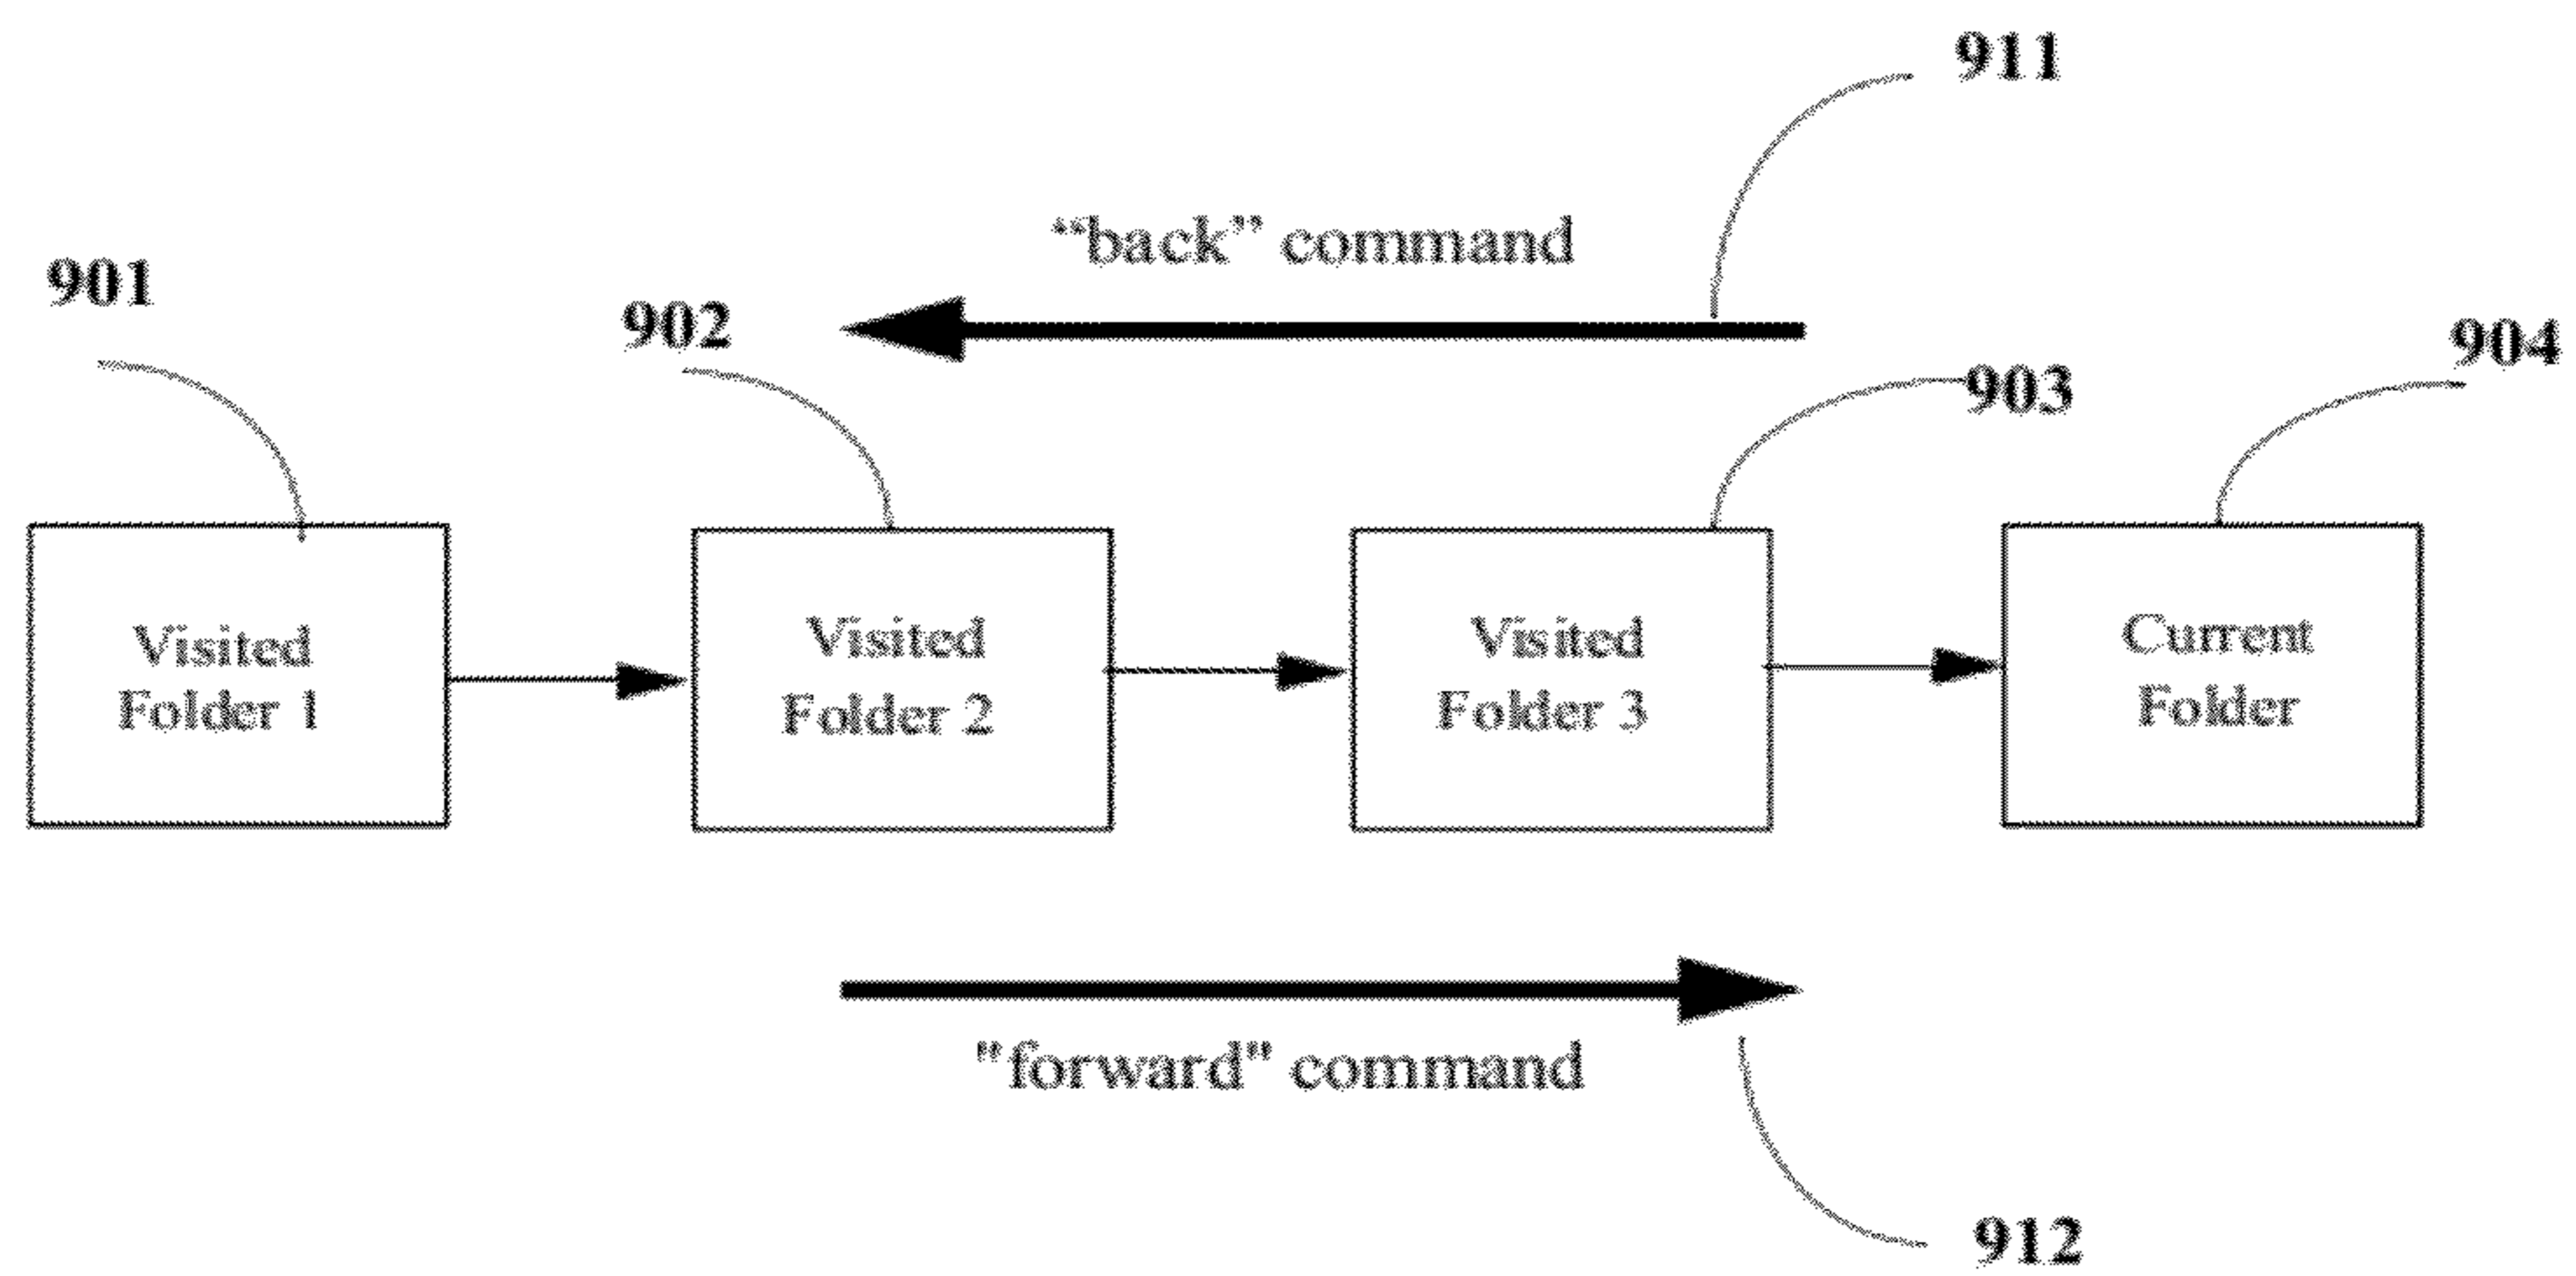 911
“back” command
901
902
904
903
Visited
Folder 1
Visited
Folder 2
Visited
Folder 3
Current
Folder
"forward" command
912